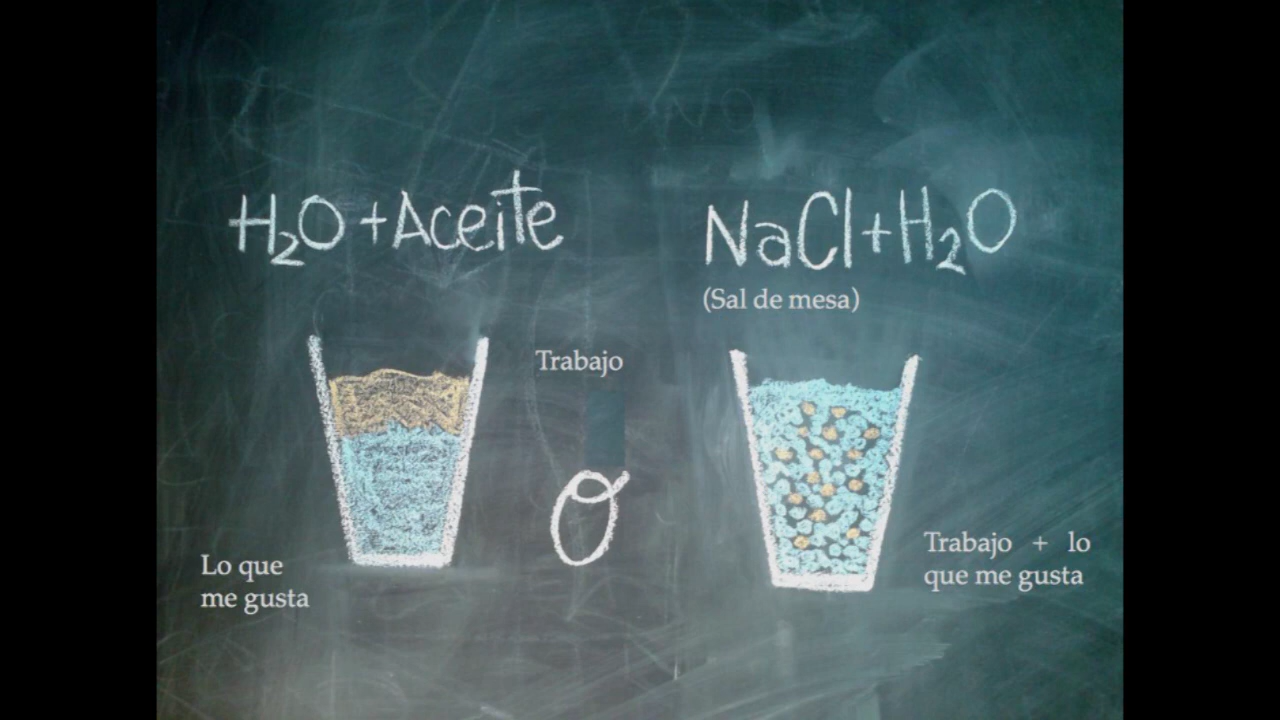 H₂O + Aceite
NaCl + H₂O
(Sal de mesa)
Trabajo
O
Lo que
me gusta
Trabajo + lo
que me gusta